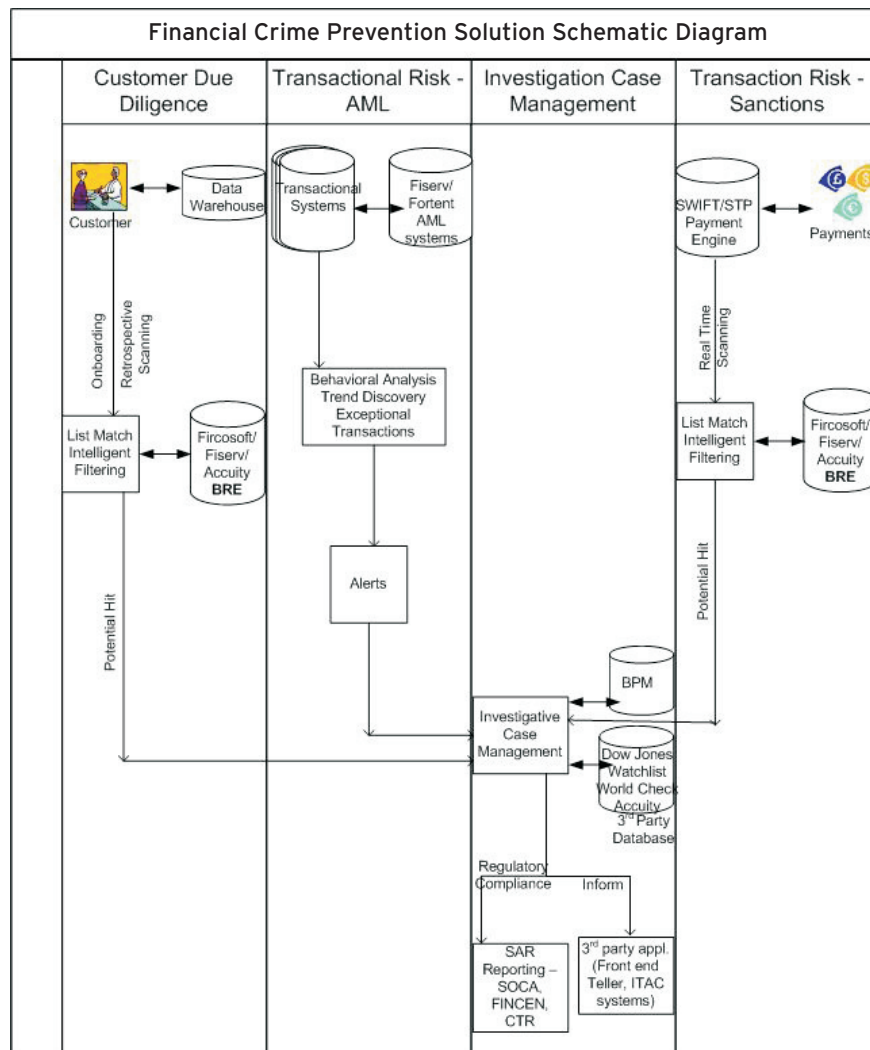 Financial Crime Prevention Solution Schematic Diagram
Customer Due
Diligence
Transactional Risk -
AML
Investigation Case
Management
Transaction Risk -
Sanctions
Customer
Data
Warehouse
Onboarding
Retrospective
Scanning
List Match
Intelligent
Filtering
Fircosoft/
Fiserv/
Accuity
BRE
Potential Hit
Transactional
Systems
Fiserv/
Fortent
AML
systems
Behavioral Analysis
Trend Discovery
Exceptional
Transactions
Alerts
Investigative
Case
Management
BPM
Dow Jones
Watchlist
World Check
Accuity
3rd Party
Database
Regulatory
Compliance
Inform
SAR
Reporting –
SOCA,
FINCEN,
CTR
3rd party appl.
(Front end
Teller, ITAC
systems)
SWIFT/STP
Payment
Engine
£
$
€
Payments
Real Time
Scanning
List Match
Intelligent
Filtering
Fircosoft/
Fiserv/
Accuity
BRE
Potential Hit